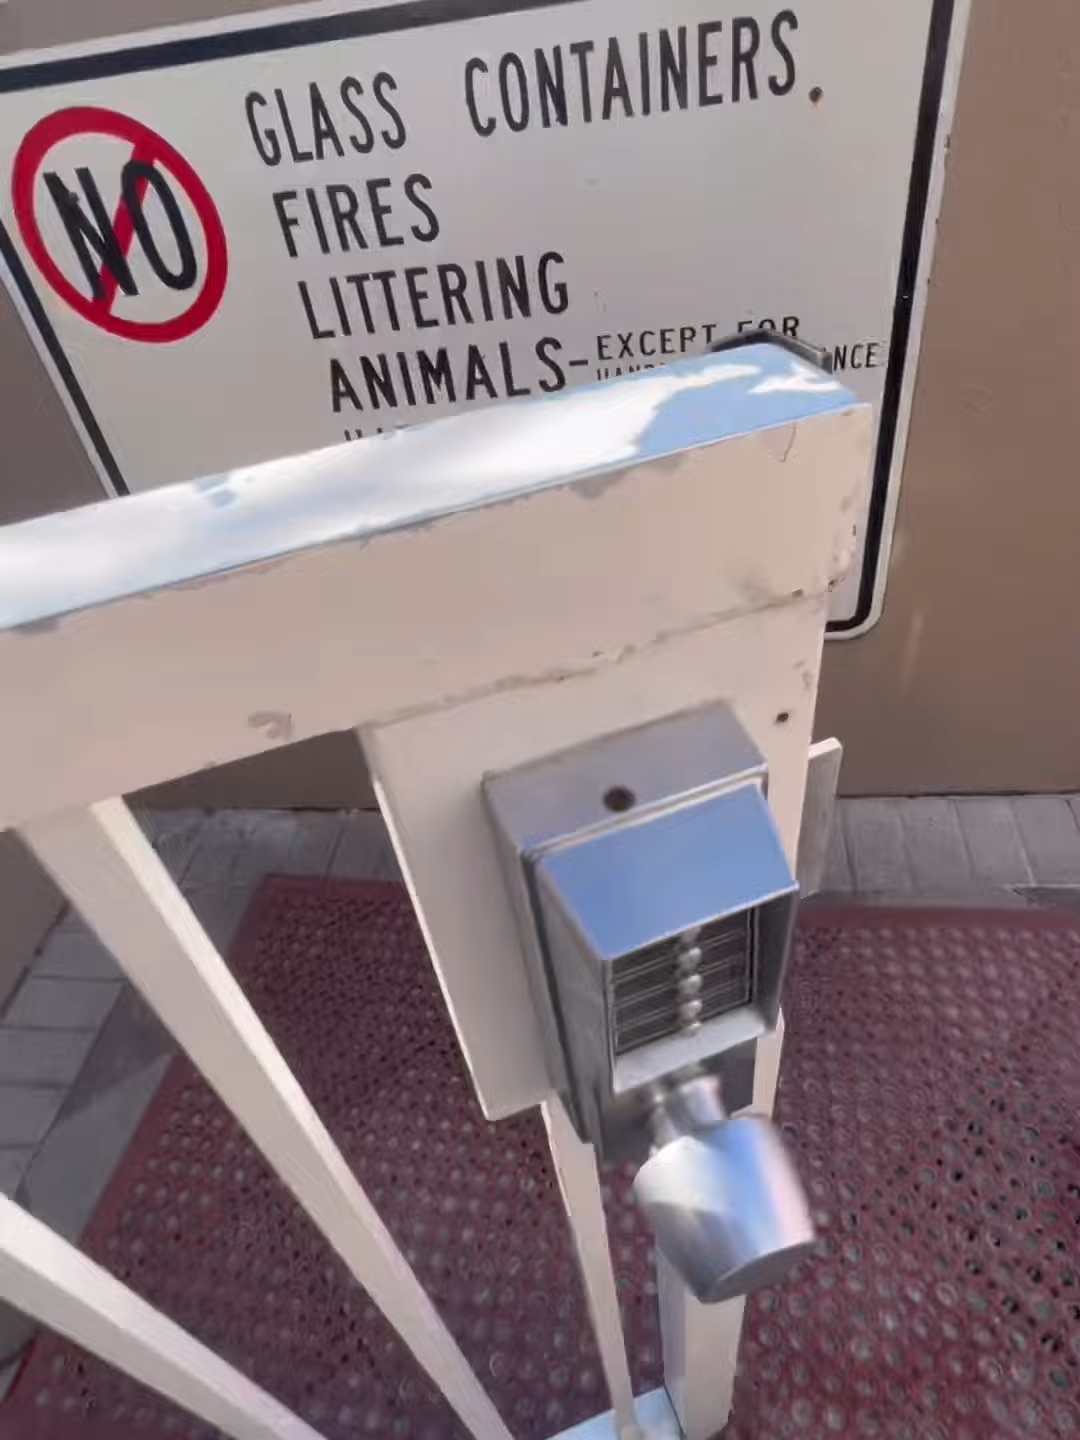 NO
GLASS CONTAINERS.
FIRES
LITTERING
ANIMALS-EXCEPT FOR